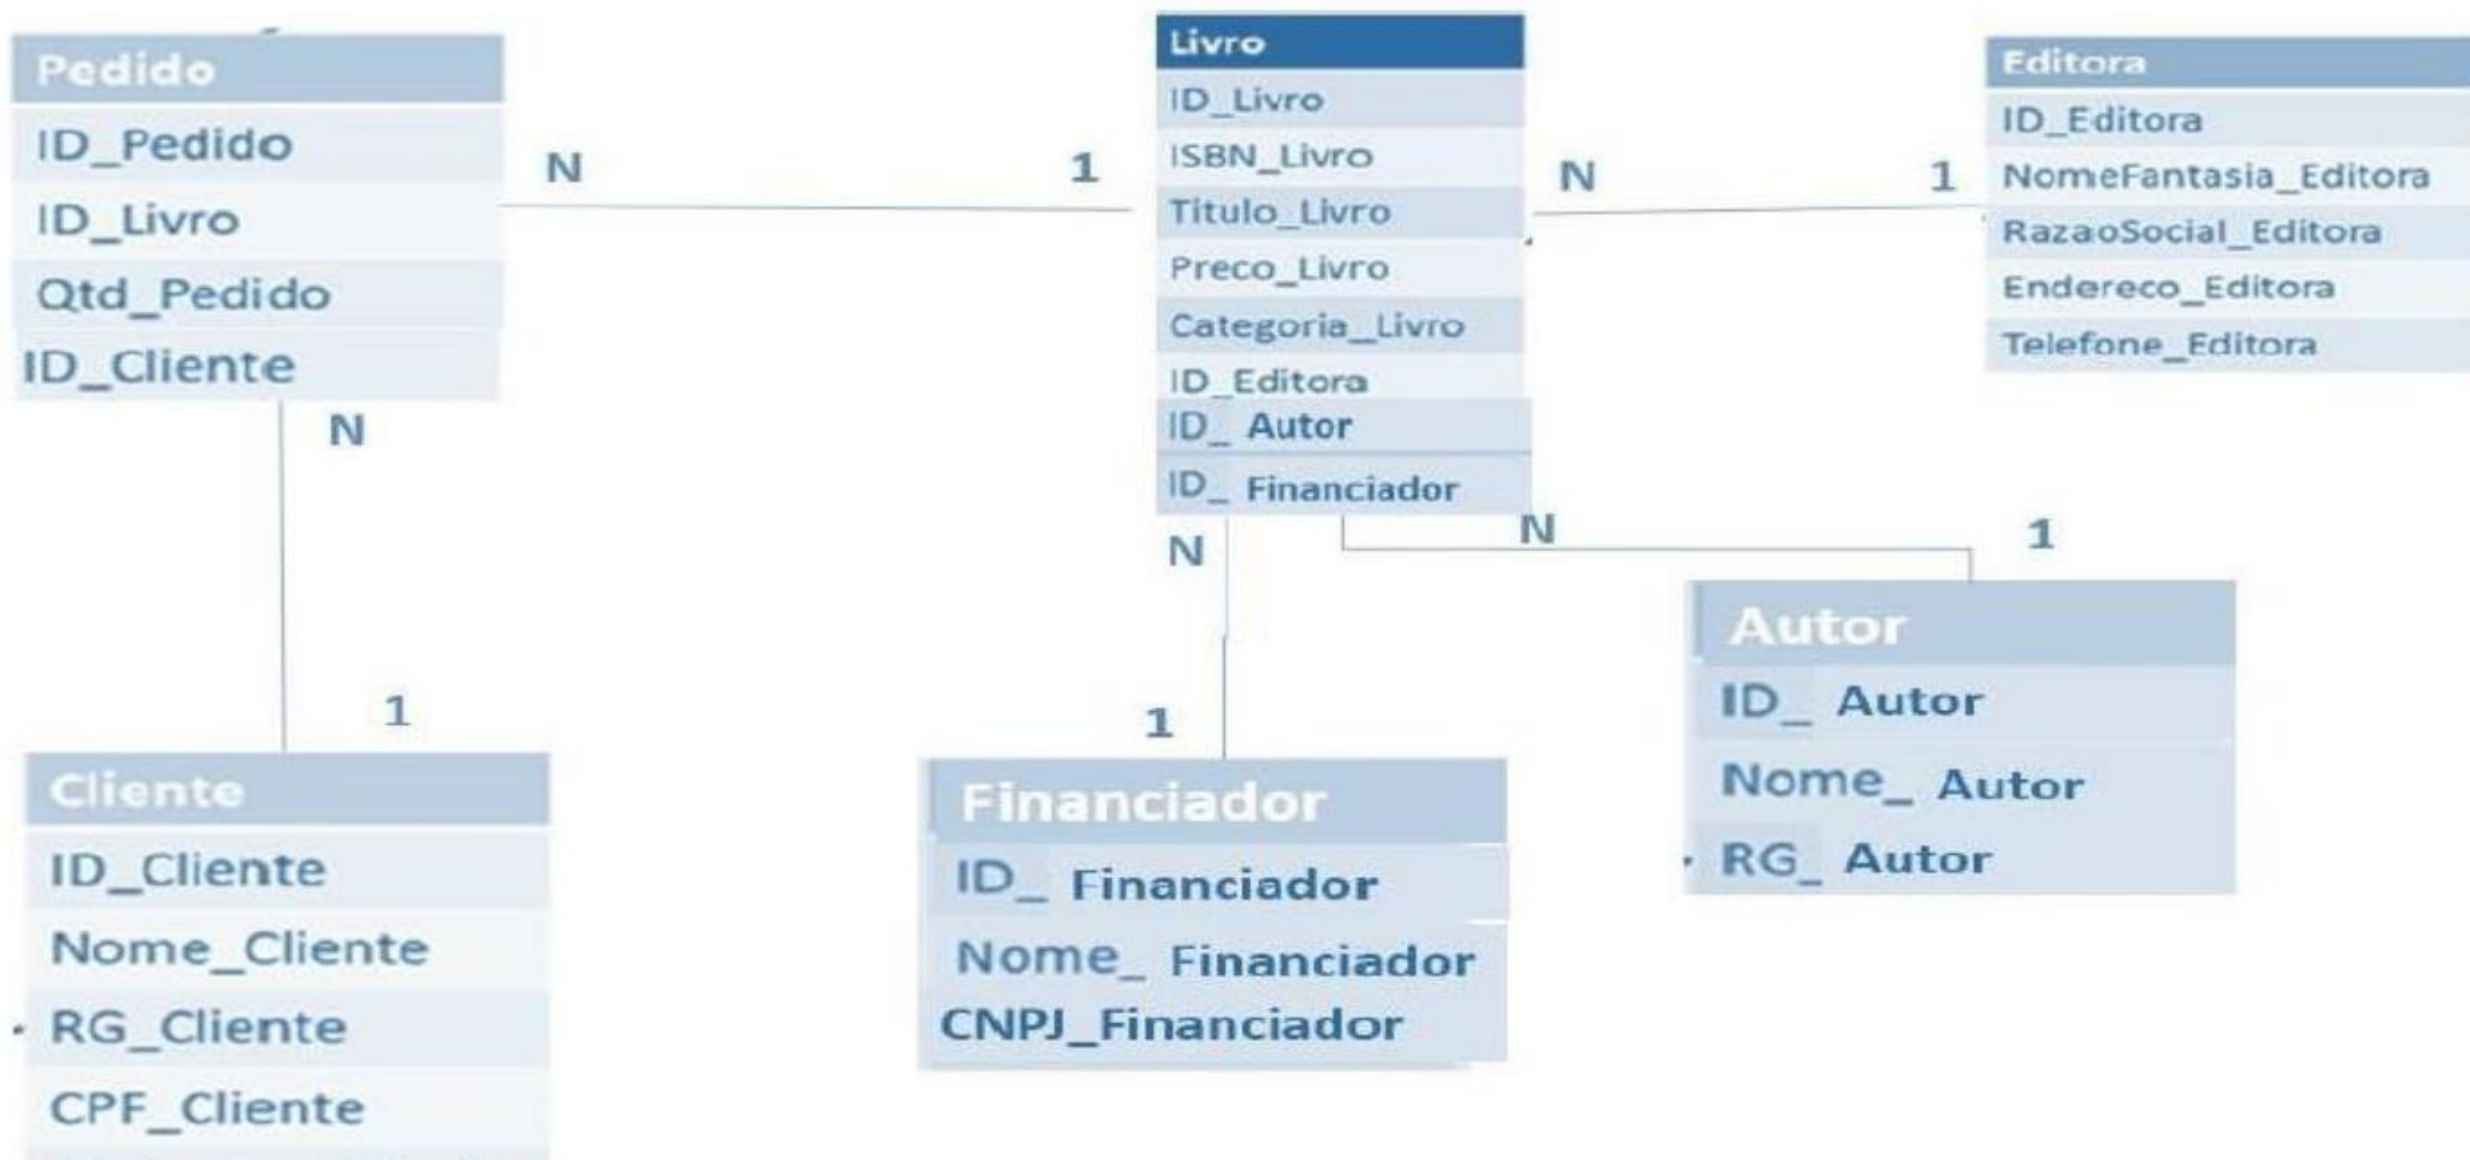 Pedido
ID_Pedido
ID_Livro
Qtd_Pedido
ID_Cliente
N
1
Livro
ID_Livro
ISBN_Livro
Titulo_Livro
Preco_Livro
Categoria_Livro
ID_Editora
ID_ Autor
ID_ Financiador
N
1
Editora
ID_Editora
NomeFantasia_Editora
RazaoSocial_Editora
Endereco_Editora
Telefone_Editora
N
1
N
1
N
1
Cliente
ID_Cliente
Nome_Cliente
RG_Cliente
CPF_Cliente
Financiador
ID_ Financiador
Nome_ Financiador
CNPJ_Financiador
Autor
ID_ Autor
Nome_ Autor
RG_ Autor